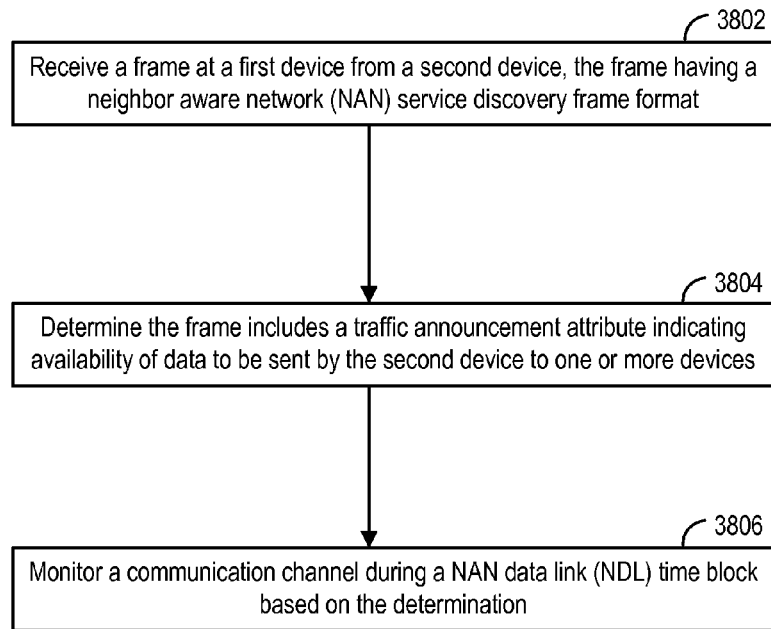 3802
Receive a frame at a first device from a second device, the frame having a
neighbor aware network (NAN) service discovery frame format
3804
Determine the frame includes a traffic announcement attribute indicating
availability of data to be sent by the second device to one or more devices
3806
Monitor a communication channel during a NAN data link (NDL) time block
based on the determination